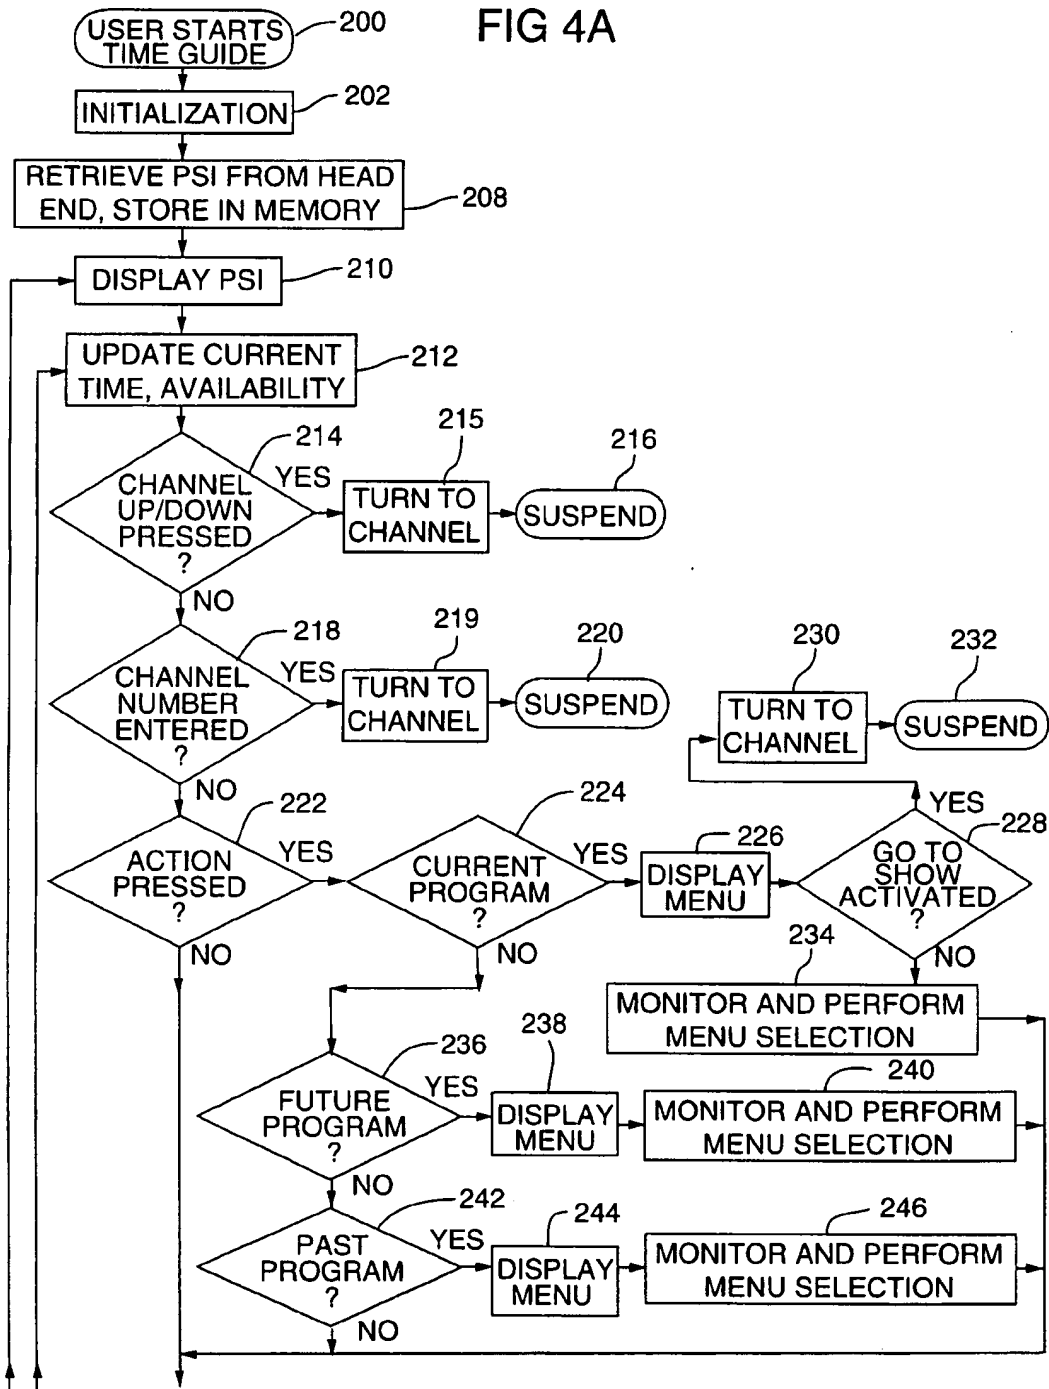 FIG 4A
USER STARTS
TIME GUIDE
200
INITIALIZATION
202
RETRIEVE PSI FROM HEAD
END, STORE IN MEMORY
208
DISPLAY PSI
210
UPDATE CURRENT
TIME, AVAILABILITY
212
CHANNEL
UP/DOWN
PRESSED
?
214
YES
TURN TO
CHANNEL
215
SUSPEND
216
NO
CHANNEL
NUMBER
ENTERED
?
218
YES
TURN TO
CHANNEL
219
SUSPEND
220
NO
TURN TO
CHANNEL
230
SUSPEND
232
ACTION
PRESSED
?
222
YES
CURRENT
PROGRAM
?
224
YES
DISPLAY
MENU
226
GO TO
SHOW
ACTIVATED
?
228
YES
NO
NO
NO
MONITOR AND PERFORM
MENU SELECTION
234
FUTURE
PROGRAM
?
236
YES
DISPLAY
MENU
238
MONITOR AND PERFORM
MENU SELECTION
240
NO
PAST
PROGRAM
?
242
YES
DISPLAY
MENU
244
MONITOR AND PERFORM
MENU SELECTION
246
NO